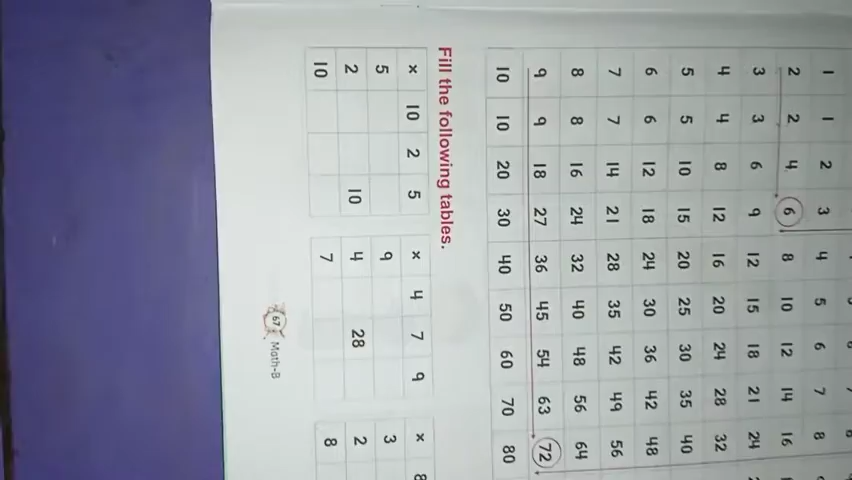 1 1 2 3 4 5 6 7 8
2 2 4 6 8 10 12 14 16
3 3 6 9 12 15 18 21 24
4 4 8 12 16 20 24 28 32
5 5 10 15 20 25 30 35 40
6 6 12 18 24 30 36 42 48
7 7 14 21 28 35 42 49 56
8 8 16 24 32 40 48 56 64
9 9 18 27 36 45 54 63 72
10 10 20 30 40 50 60 70 80
Fill the following tables.
× 10 2 5
5
2 10
10
× 4 7 9
9
4 28
7
× 8
3
2
8
67 Math-B